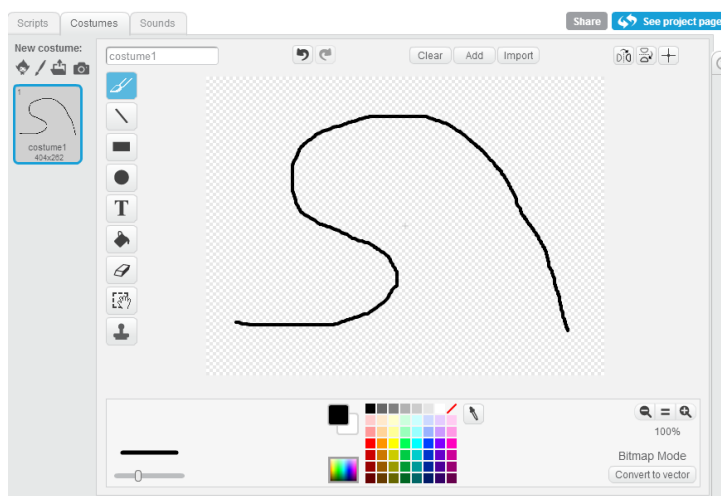 Scripts Costumes Sounds Share See project page
New costume:
costume1 Clear Add Import
1
costume1
404x262
T
100%
Bitmap Mode
Convert to vector